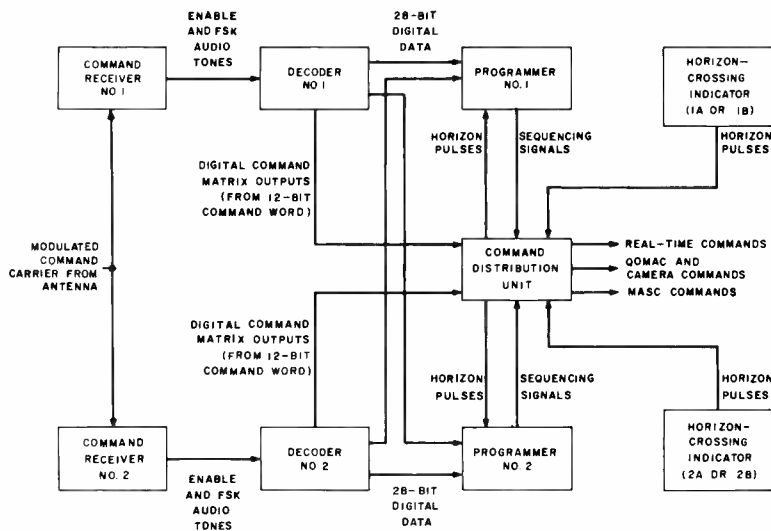 ENABLE
AND FSK
AUDIO
TONES
28-BIT
DIGITAL
DATA
COMMAND
RECEIVER
NO.1
DECODER
NO.1
PROGRAMMER
NO.1
HORIZON-
CROSSING
INDICATOR
(1A OR 1B)
HORIZON
PULSES
SEQUENCING
SIGNALS
HORIZON
PULSES
DIGITAL COMMAND
MATRIX OUTPUTS
(FROM 12-BIT
COMMAND WORD)
MODULATED
COMMAND
CARRIER FROM
ANTENNA
COMMAND
DISTRIBUTION
UNIT
REAL-TIME COMMANDS
QOMAC AND
CAMERA COMMANDS
MASC COMMANDS
DIGITAL COMMAND
MATRIX OUTPUTS
(FROM 12-BIT
COMMAND WORD)
HORIZON
PULSES
SEQUENCING
SIGNALS
HORIZON
PULSES
COMMAND
RECEIVER
NO.2
DECODER
NO.2
PROGRAMMER
NO.2
HORIZON-
CROSSING
INDICATOR
(2A OR 2B)
ENABLE
AND FSK
AUDIO
TONES
28-BIT
DIGITAL
DATA